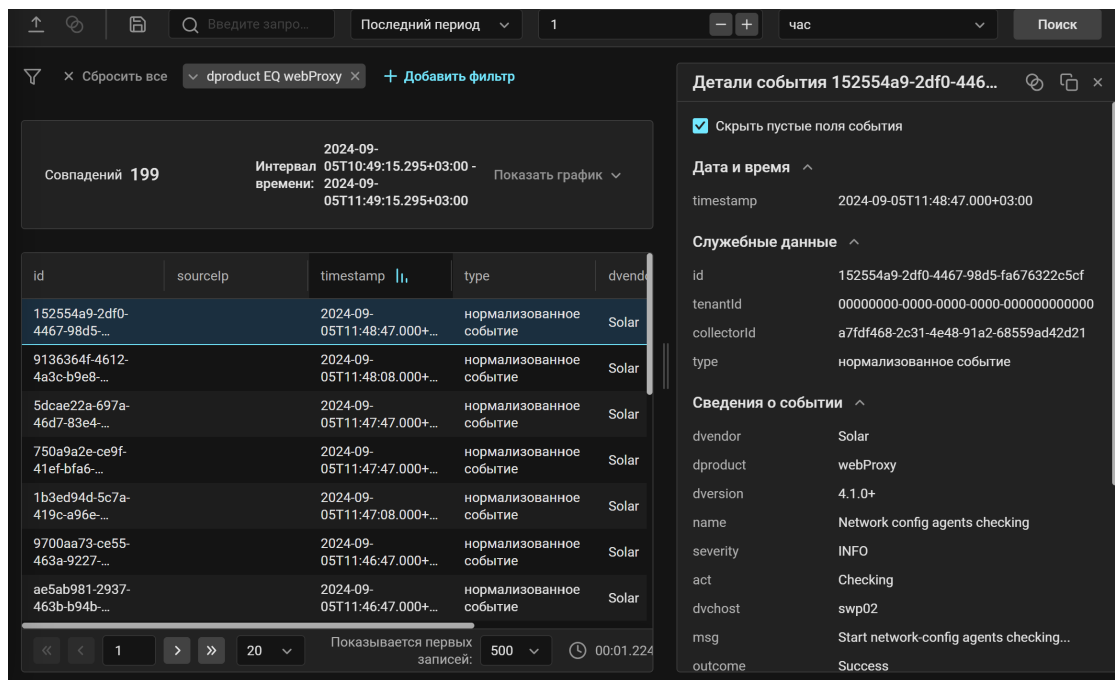 Введите запро...
Последний период
1
час
Поиск
Сбросить все
dproduct EQ webProxy
Добавить фильтр
Совпадений 199
Интервал времени:
2024-09-
05T10:49:15.295+03:00 -
2024-09-
05T11:49:15.295+03:00
Показать график
id sourceIp timestamp type dvend
152554a9-2df0-
4467-98d5-...
2024-09-
05T11:48:47.000+...
нормализованное
событие
Solar
9136364f-4612-
4a3c-b9e8-...
2024-09-
05T11:48:08.000+...
нормализованное
событие
Solar
5dcae22a-697a-
46d7-83e4-...
2024-09-
05T11:47:47.000+...
нормализованное
событие
Solar
750a9a2e-ce9f-
41ef-bfa6-...
2024-09-
05T11:47:47.000+...
нормализованное
событие
Solar
1b3ed94d-5c7a-
419c-a96e-...
2024-09-
05T11:47:08.000+...
нормализованное
событие
Solar
9700aa73-ce55-
463a-9227-...
2024-09-
05T11:46:47.000+...
нормализованное
событие
Solar
ae5ab981-2937-
463b-b94b-...
2024-09-
05T11:46:47.000+...
нормализованное
событие
Solar
1
20
Показывается первых
записей:
500
00:01.224
Детали события 152554a9-2df0-446...
Скрыть пустые поля события
Дата и время
timestamp 2024-09-05T11:48:47.000+03:00
Служебные данные
id 152554a9-2df0-4467-98d5-fa676322c5cf
tenantId 00000000-0000-0000-0000-000000000000
collectorId a7fdf468-2c31-4e48-91a2-68559ad42d21
type нормализованное событие
Сведения о событии
dvendor Solar
dproduct webProxy
dversion 4.1.0+
name Network config agents checking
severity INFO
act Checking
dvchost swp02
msg Start network-config agents checking...
outcome Success